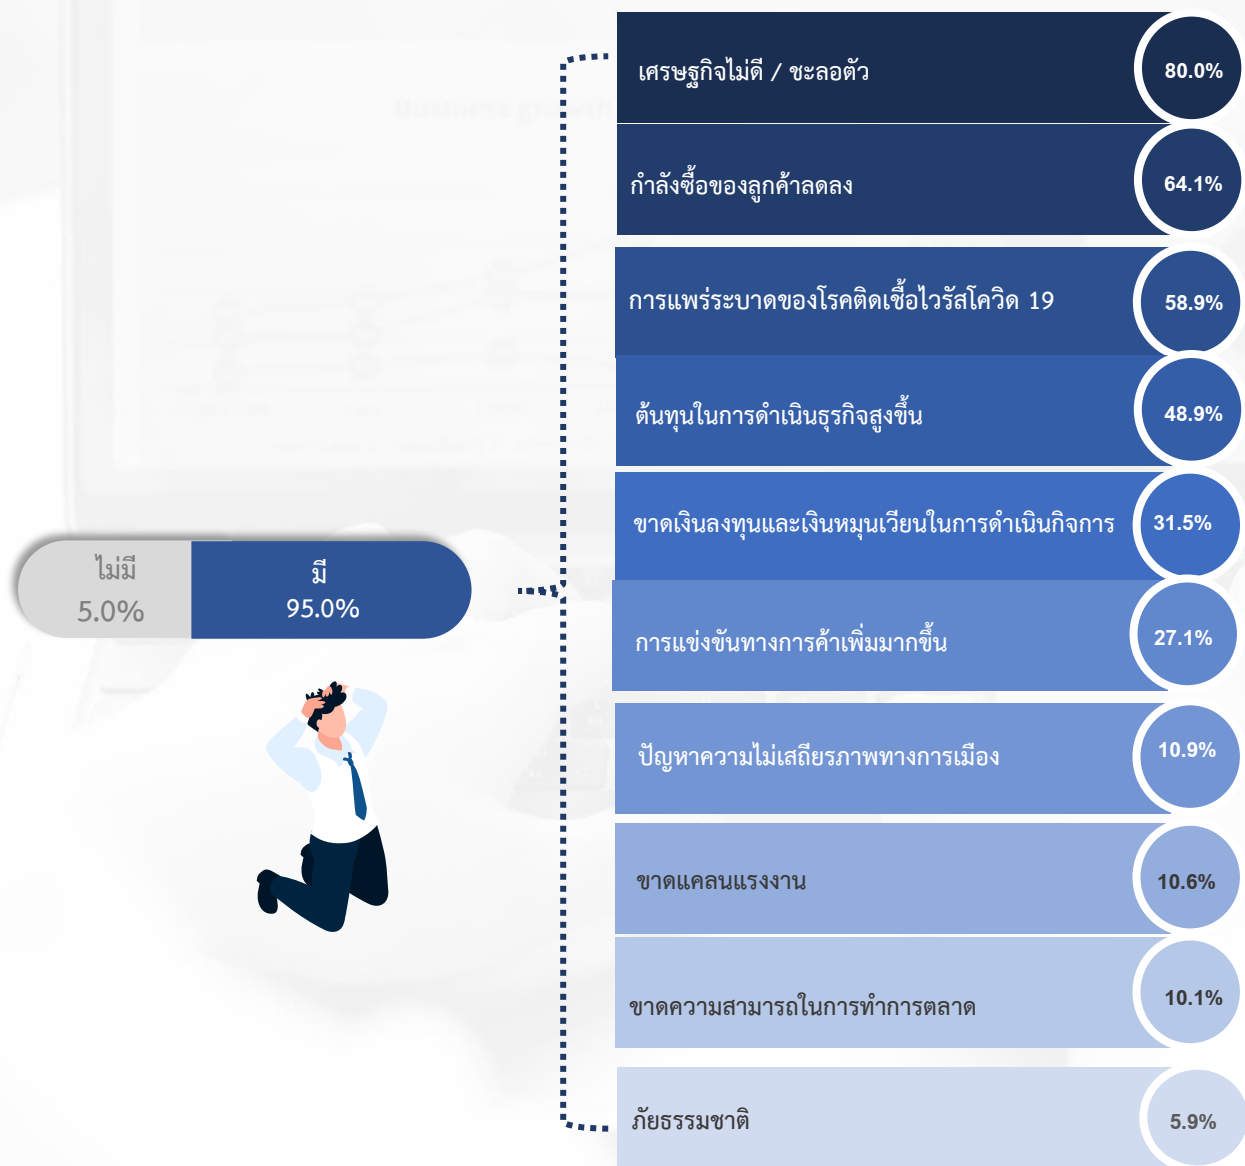 เศรษฐกิจไม่ดี / ชะลอตัว
80.0%
กำลังซื้อของลูกค้าลดลง
64.1%
การแพร่ระบาดของโรคติดเชื้อไวรัสโควิด 19
58.9%
ต้นทุนในการดำเนินธุรกิจสูงขึ้น
48.9%
ขาดเงินลงทุนและเงินหมุนเวียนในการดำเนินกิจการ
31.5%
ไม่มี
5.0%
มี
95.0%
การแข่งขันทางการค้าเพิ่มมากขึ้น
27.1%
ปัญหาความไม่เสถียรภาพทางการเมือง
10.9%
ขาดแคลนแรงงาน
10.6%
ขาดความสามารถในการทำการตลาด
10.1%
ภัยธรรมชาติ
5.9%
Business growth